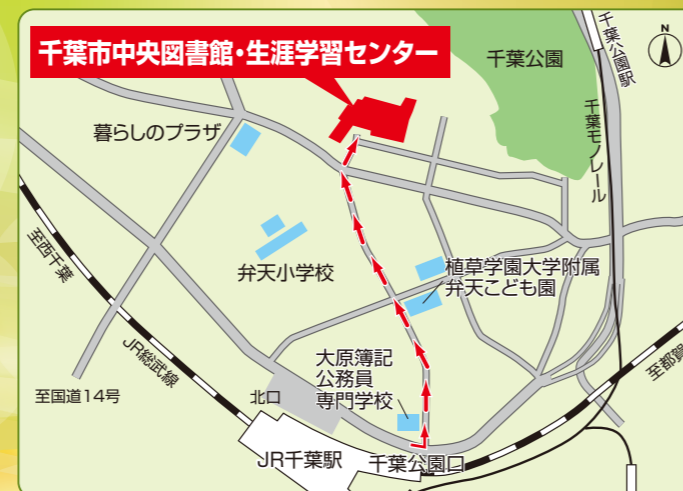 千葉市中央図書館・生涯学習センター
千葉公園
千葉公園駅
N
千葉モノレール
暮らしのプラザ
至西千葉
弁天小学校
植草学園大学附属
弁天こども園
JR総武線
大原簿記
公務員
専門学校
至都賀
至国道14号
北口
JR千葉駅
千葉公園口